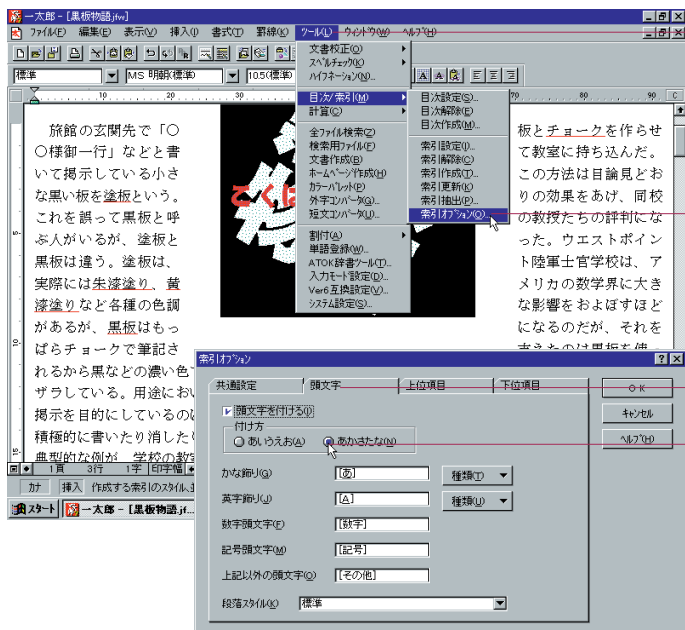 一太郎 - [黒板物語.jfw]
ファイル(F) 編集(E) 表示(V) 挿入(I) 書式(T) 罫線(K) ツール(L) ウィンドウ(W) ヘルプ(H)
標準 MS 明朝(標準) 10.5(標準)
10 20 30 70 80 90
文書校正(O)
スペルチェック(K)
ハイフネーション(N)...
目次/索引(M)
計算(C)
全ファイル検索(Z)
検索用ファイル(E)
文書作成(B)
ホームページ作成(H)
カラーパレット(P)
外字コンバータ(G)...
短文コンバータ(U)...
割付(A)
単語登録(W)...
ATOK辞書ツール(T)...
入力モード設定(D)...
Ver6互換設定(V)...
システム設定(S)...
目次設定(S)...
目次解除(E)
目次作成(M)...
索引設定(I)...
索引解除(C)
索引作成(T)...
索引更新(K)
索引抽出(P)...
索引オプション(O)...
旅館の玄関先で「○
○様御一行」などと書
いて掲示している小さ
な黒い板を塗板という。
これを誤って黒板と呼
ぶ人がいるが、塗板と
黒板は違う。塗板は、
実際には朱漆塗り、黄
漆塗りなど各種の色調
があるが、黒板はもっ
ぱらチョークで筆記さ
れるから黒などの濃い色
ザラしている。用途にお
掲示を目的にしているの
積極的に書いたり消した
典型的な例が、学校の教
こくは
板とチョークを作らせ
て教室に持ち込んだ。
この方法は目論見どお
りの効果をあげ、同校
の教授たちの評判にな
った。ウエストポイン
ト陸軍士官学校は、ア
メリカの数学界に大き
な影響をおよぼすほど
になるのだが、それを
1頁 3行 1字 印字幅
カナ 挿入 作成する索引のスタイル、
スタート 一太郎 - [黒板物語.jf...
索引オプション
共通設定 頭文字 上位項目 下位項目
頭文字を付ける(I)
付け方
あいうえお(A) あかさたな(N)
かな飾り(G) [あ] 種類(T)
英字飾り(J) [A] 種類(U)
数字頭文字(F) [数字]
記号頭文字(M) [記号]
上記以外の頭文字(O) [その他]
段落スタイル(K) 標準
OK
キャンセル
ヘルプ(H)